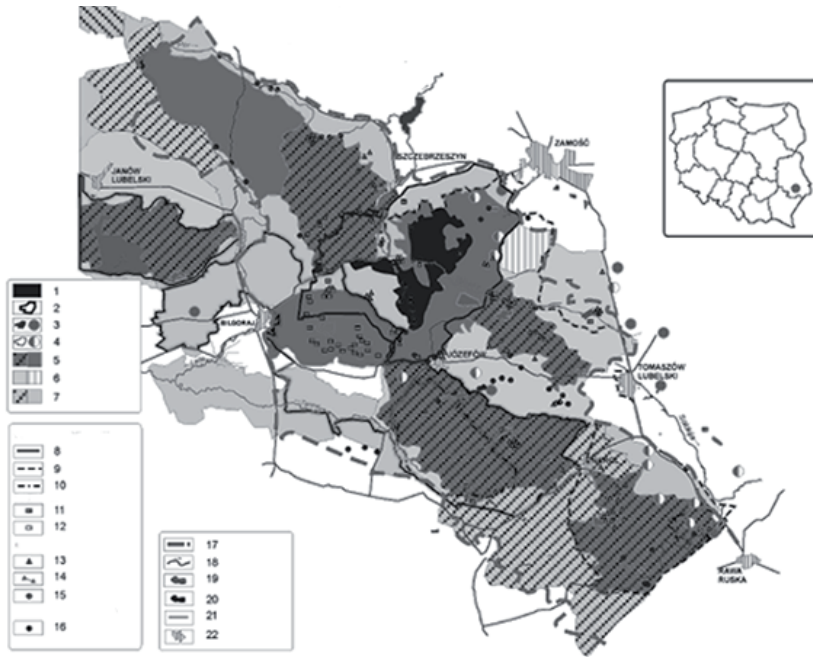 SZCZEBRZESZYN
ZAMOŚĆ
JANÓW
LUBELSKI
BIŁGORAJ
JÓZEFÓW
TOMASZÓW
LUBELSKI
RAWA
RUSKA
1
2
3
4
5
6
7
8
9
10
11
12
13
14
15
16
17
18
19
20
21
22